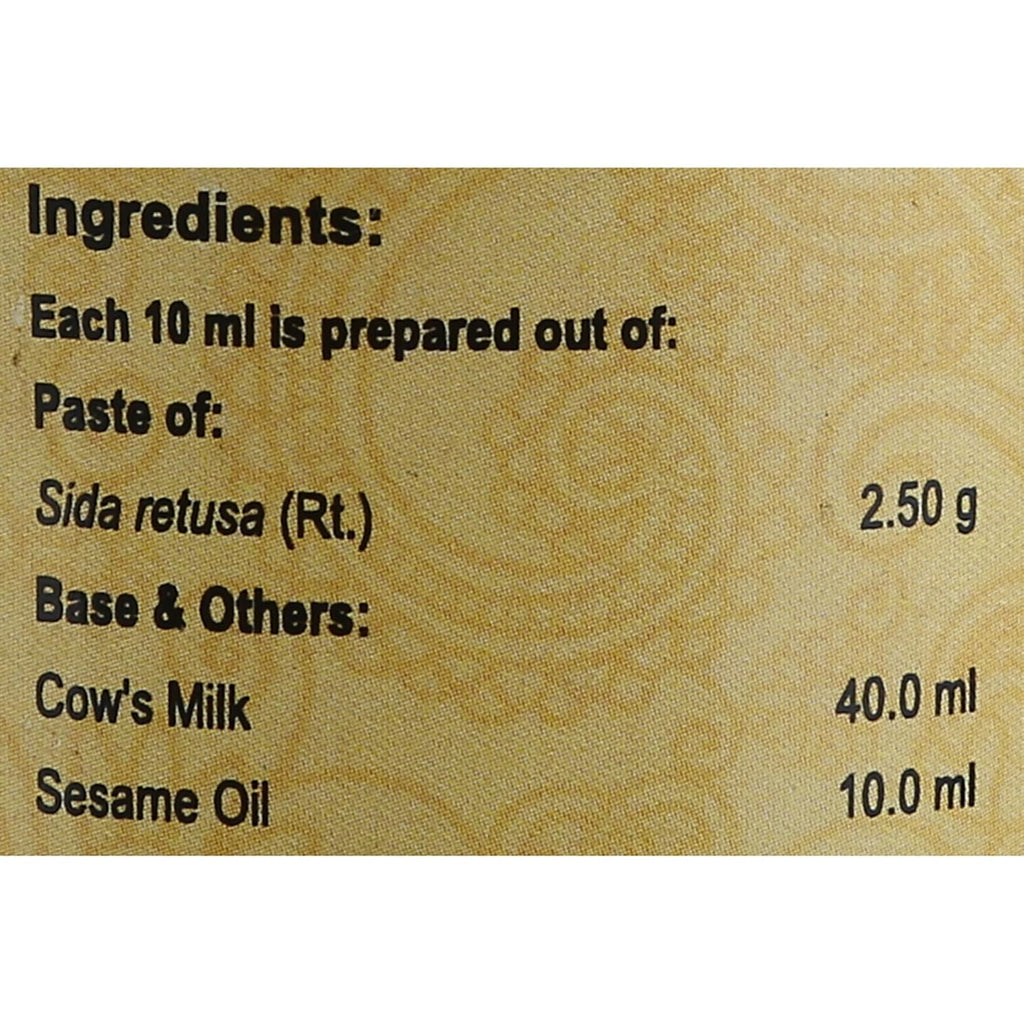 Ingredients:
Each 10 ml is prepared out of:
Paste of:
Sida retusa (Rt.) 2.50 g
Base & Others:
Cow's Milk 40.0 ml
Sesame Oil 10.0 ml